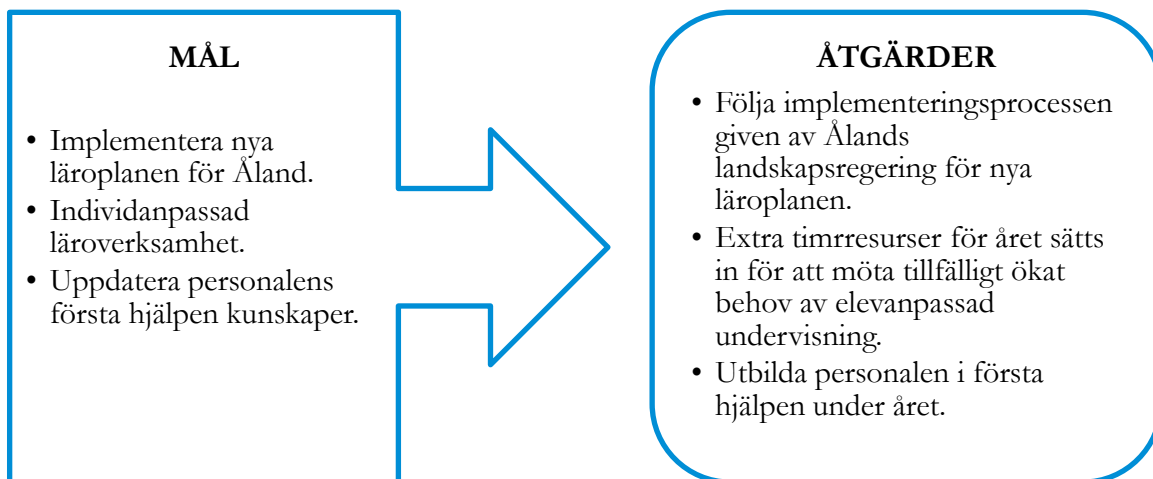 MÅL
• Implementera nya
läroplanen för Åland.
• Individanpassad
läroverksamhet.
• Uppdatera personalens
första hjälpen kunskaper.
ÅTGÄRDER
• Följa implementeringsprocessen
given av Ålands
landskapsregering för nya
läroplanen.
• Extra timrresurser för året sätts
in för att möta tillfälligt ökat
behov av elevanpassad
undervisning.
• Utbilda personalen i första
hjälpen under året.